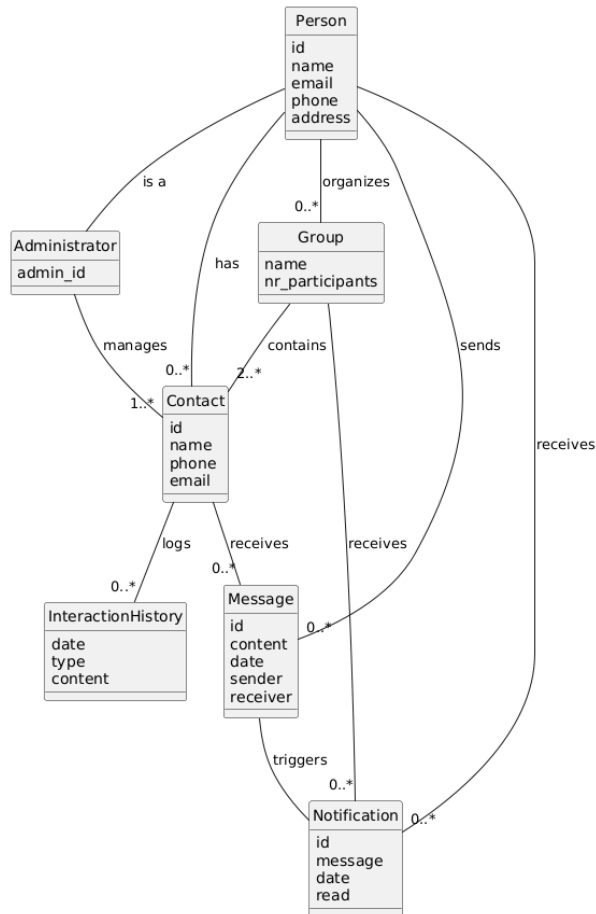 Person
id
name
email
phone
address
is a
organizes
0..*
Administrator
admin_id
Group
name
nr_participants
has
manages
contains
sends
0..*
2..*
1..*
Contact
id
name
phone
email
receives
logs
receives
receives
0..*
0..*
InteractionHistory
date
type
content
Message
id
content
date
sender
receiver
0..*
triggers
0..*
Notification
0..*
id
message
date
read